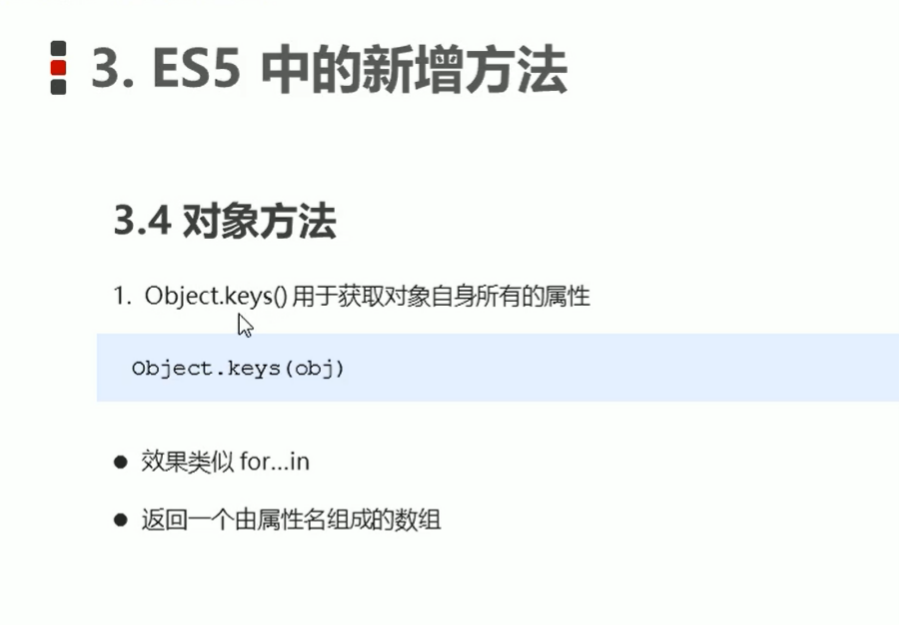 3. ES5 中的新增方法
3.4 对象方法
1. Object.keys() 用于获取对象自身所有的属性
Object.keys(obj)
● 效果类似 for...in
● 返回一个由属性名组成的数组